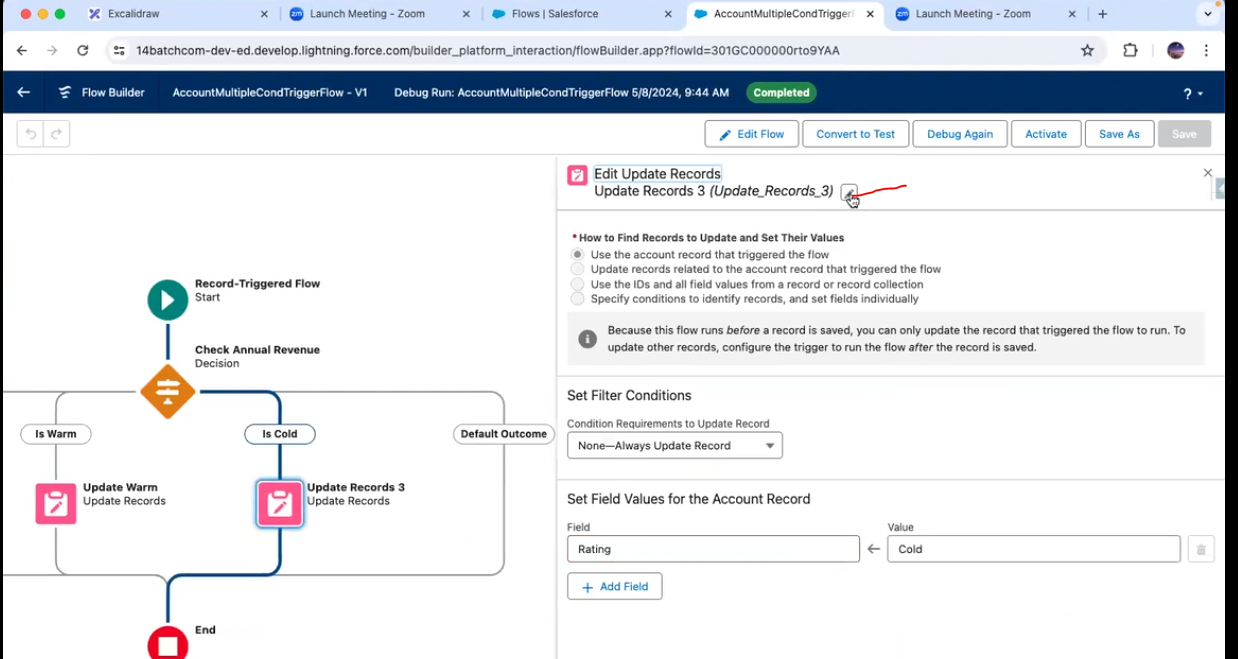 Excalidraw
Launch Meeting - Zoom
Flows | Salesforce
AccountMultipleCondTriggerF
Launch Meeting - Zoom
14batchcom-dev-ed.develop.lightning.force.com/builder_platform_interaction/flowBuilder.app?flowId=301GC000000rto9YAA
Flow Builder
AccountMultipleCondTriggerFlow - V1
Debug Run: AccountMultipleCondTriggerFlow 5/8/2024, 9:44 AM
Completed
?
Edit Flow
Convert to Test
Debug Again
Activate
Save As
Save
Edit Update Records
Update Records 3 (Update_Records_3)
*How to Find Records to Update and Set Their Values
Use the account record that triggered the flow
Update records related to the account record that triggered the flow
Use the IDs and all field values from a record or record collection
Specify conditions to identify records, and set fields individually
Because this flow runs before a record is saved, you can only update the record that triggered the flow to run. To
update other records, configure the trigger to run the flow after the record is saved.
Set Filter Conditions
Condition Requirements to Update Record
None—Always Update Record
Set Field Values for the Account Record
Field
Value
Rating
Cold
Add Field
Record-Triggered Flow
Start
Check Annual Revenue
Decision
Is Warm
Is Cold
Default Outcome
Update Warm
Update Records
Update Records 3
Update Records
End